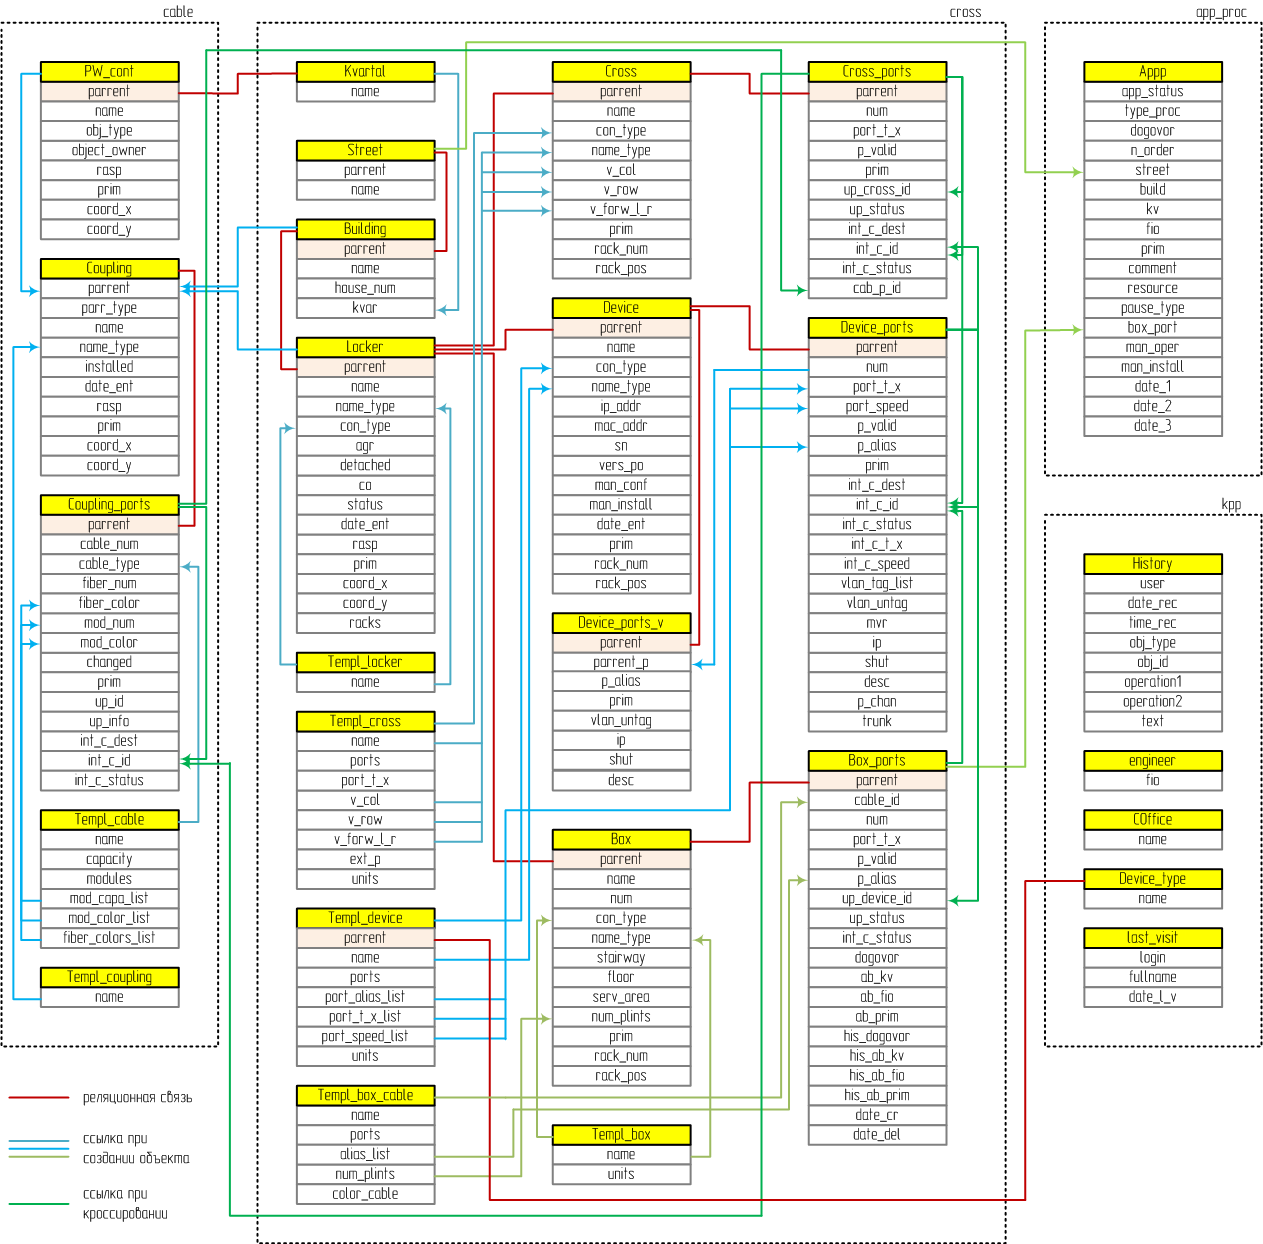 cable
PW_cont
parrent
name
obj_type
object_owner
rasp
prim
coord_x
coord_y
Coupling
parrent
parr_type
name
name_type
installed
date_ent
rasp
prim
coord_x
coord_y
Coupling_ports
parrent
cable_num
cable_type
fiber_num
fiber_color
mod_num
mod_color
changed
prim
up_id
up_info
int_c_dest
int_c_id
int_c_status
Templ_cable
name
capacity
modules
mod_capa_list
mod_color_list
fiber_colors_list
Templ_coupling
name
cross
Kvartal
name
Street
parrent
name
Building
parrent
name
house_num
kvar
Locker
parrent
name
name_type
con_type
agr
detached
co
status
date_ent
rasp
prim
coord_x
coord_y
racks
Templ_locker
name
Templ_cross
name
ports
port_t_x
v_col
v_row
v_forw_l_r
ext_p
units
Templ_device
parrent
name
ports
port_alias_list
port_t_x_list
port_speed_list
units
Templ_box_cable
name
ports
alias_list
num_plints
color_cable
Cross
parrent
name
con_type
name_type
v_col
v_row
v_forw_l_r
prim
rack_num
rack_pos
Device
parrent
name
con_type
name_type
ip_addr
mac_addr
sn
vers_po
man_conf
man_install
date_ent
prim
rack_num
rack_pos
Device_ports_v
parrent
parrent_p
p_alias
prim
vlan_untag
ip
shut
desc
Box
parrent
name
num
con_type
name_type
stairway
floor
serv_area
num_plints
prim
rack_num
rack_pos
Templ_box
name
units
Cross_ports
parrent
num
port_t_x
p_valid
prim
up_cross_id
up_status
int_c_dest
int_c_id
int_c_status
cab_p_id
Device_ports
parrent
num
port_t_x
port_speed
p_valid
p_alias
prim
int_c_dest
int_c_id
int_c_status
int_c_t_x
int_c_speed
vlan_tag_list
vlan_untag
mvr
ip
shut
desc
p_chan
trunk
Box_ports
parrent
cable_id
num
port_t_x
p_valid
p_alias
up_device_id
up_status
int_c_status
dogovor
ab_kv
ab_fio
ab_prim
his_dogovor
his_ab_kv
his_ab_fio
his_ab_prim
date_cr
date_del
app_proc
Appp
app_status
type_proc
dogovor
n_order
street
build
kv
fio
prim
comment
resource
pause_type
box_port
man_oper
man_install
date_1
date_2
date_3
kpp
History
user
date_rec
time_rec
obj_type
obj_id
operation1
operation2
text
engineer
fio
COffice
name
Device_type
name
last_visit
login
fullname
date_l_v
реляционная связь
ссылка при
создании объекта
ссылка при
кроссировании